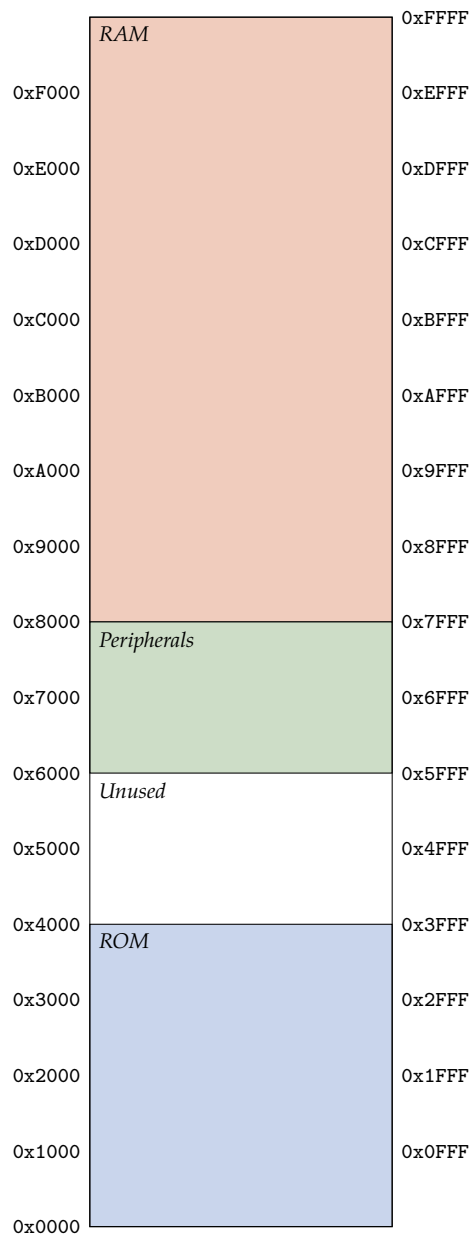 0xFFFF
RAM
0xF000 0xEFFF
0xE000 0xDFFF
0xD000 0xCFFF
0xC000 0xBFFF
0xB000 0xAFFF
0xA000 0x9FFF
0x9000 0x8FFF
0x8000 0x7FFF
Peripherals
0x7000 0x6FFF
0x6000 0x5FFF
Unused
0x5000 0x4FFF
0x4000 0x3FFF
ROM
0x3000 0x2FFF
0x2000 0x1FFF
0x1000 0x0FFF
0x0000